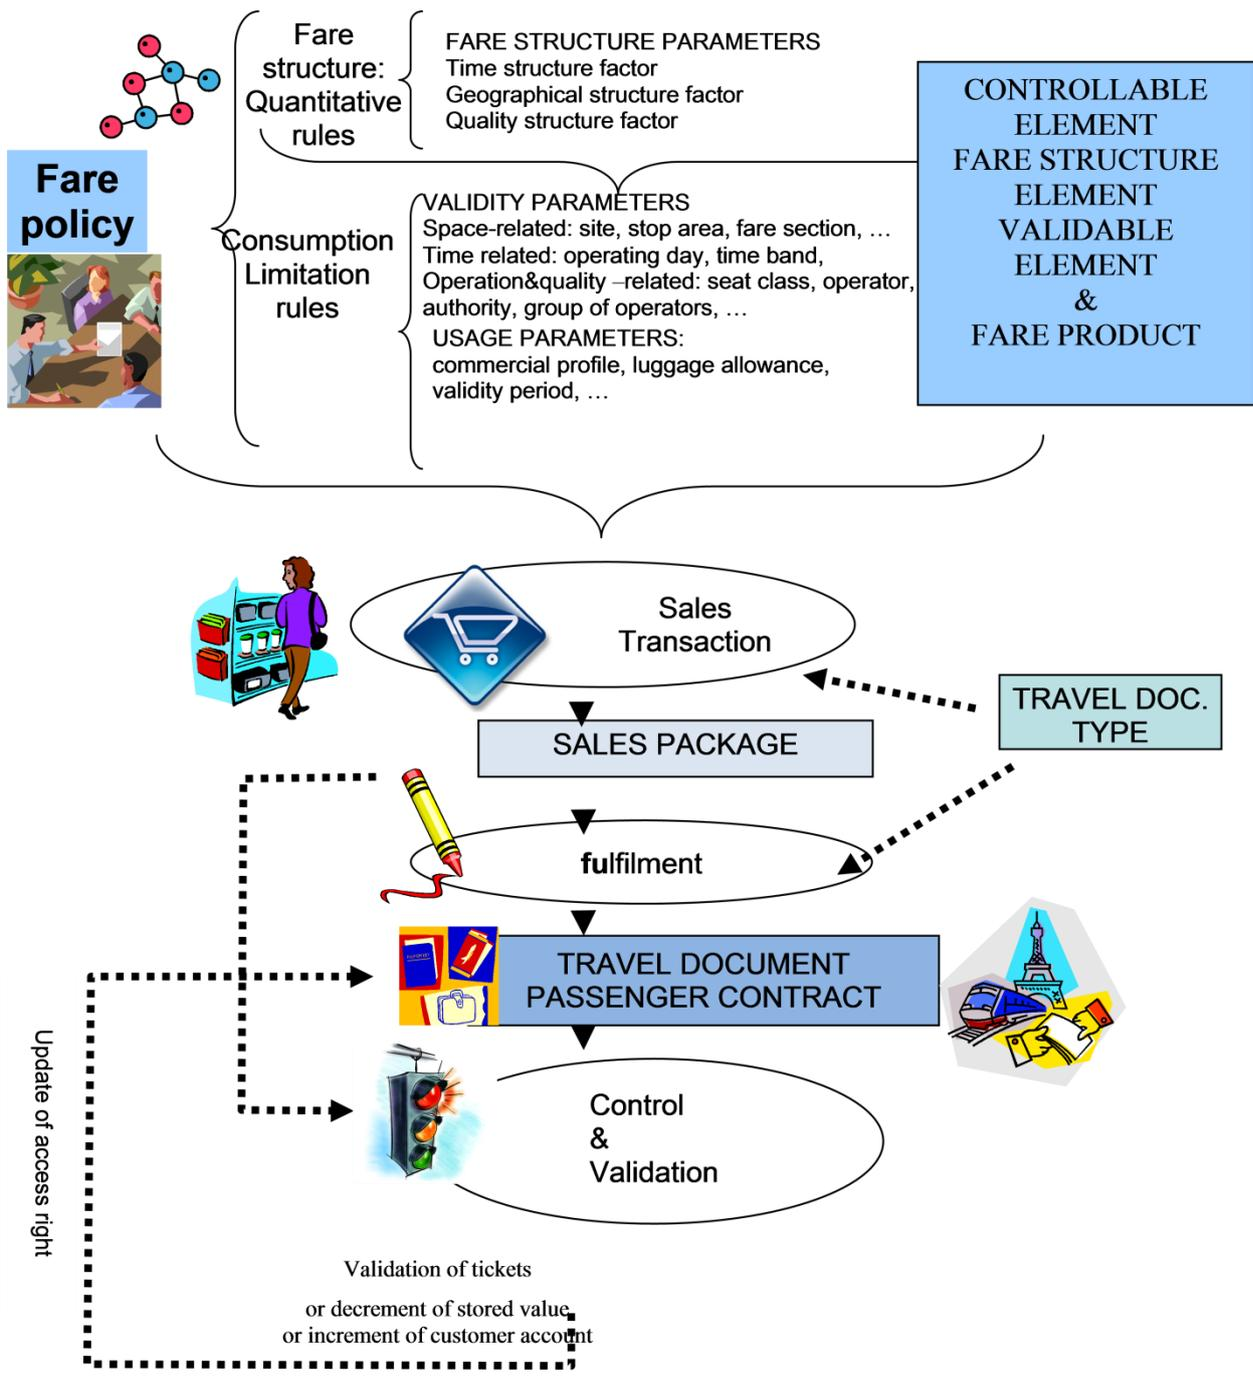 Fare
structure:
Quantitative
rules
FARE STRUCTURE PARAMETERS
Time structure factor
Geographical structure factor
Quality structure factor
CONTROLLABLE
ELEMENT
FARE STRUCTURE
ELEMENT
VALIDABLE
ELEMENT
&
FARE PRODUCT
Fare
policy
Consumption
Limitation
rules
VALIDITY PARAMETERS
Space-related: site, stop area, fare section, …
Time related: operating day, time band,
Operation&quality –related: seat class, operator,
authority, group of operators, …
USAGE PARAMETERS:
commercial profile, luggage allowance,
validity period, …
Sales
Transaction
TRAVEL DOC.
TYPE
SALES PACKAGE
fulfilment
TRAVEL DOCUMENT
PASSENGER CONTRACT
Control
&
Validation
Update of access right
Validation of tickets
or decrement of stored value
or increment of customer account